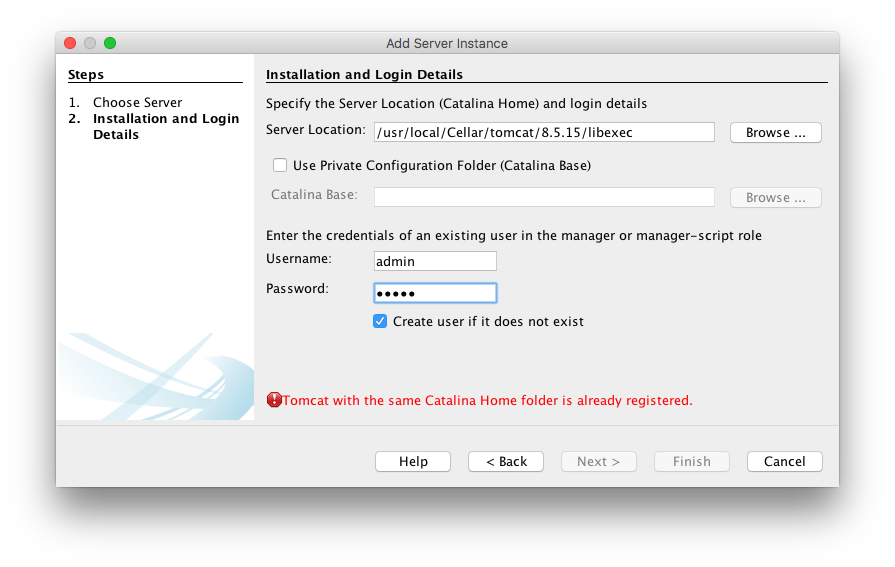 Add Server Instance
Steps
1. Choose Server
2. Installation and Login
Details
Installation and Login Details
Specify the Server Location (Catalina Home) and login details
Server Location: /usr/local/Cellar/tomcat/8.5.15/libexec Browse ...
Use Private Configuration Folder (Catalina Base)
Catalina Base: Browse ...
Enter the credentials of an existing user in the manager or manager-script role
Username: admin
Password: •••••
Create user if it does not exist
Tomcat with the same Catalina Home folder is already registered.
Help < Back Next > Finish Cancel